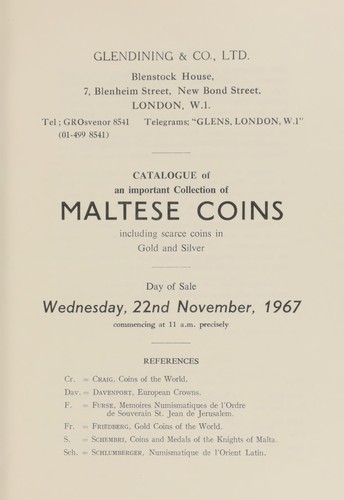 GLENDINING & CO., LTD.
Blenstock House,
7, Blenheim Street, New Bond Street,
LONDON, W.1.
Tel ; GROsvenor 8541 Telegrams; "GLENS, LONDON, W.1"
(01-499 8541)
CATALOGUE of
an important Collection of
MALTESE COINS
including scarce coins in
Gold and Silver
Day of Sale
Wednesday, 22nd November, 1967
commencing at 11 a.m. precisely
REFERENCES
Cr. = CRAIG, Coins of the World.
Dav. = DAVENPORT, European Crowns.
F. = FURSE, Memoires Numismatiques de l'Ordre
de Souverain St. Jean de Jerusalem.
Fr. = FRIEDBERG, Gold Coins of the World.
S. = SCHEMBRI, Coins and Medals of the Knights of Malta.
Sch. = SCHLUMBERGER, Numismatique de l'Orient Latin.